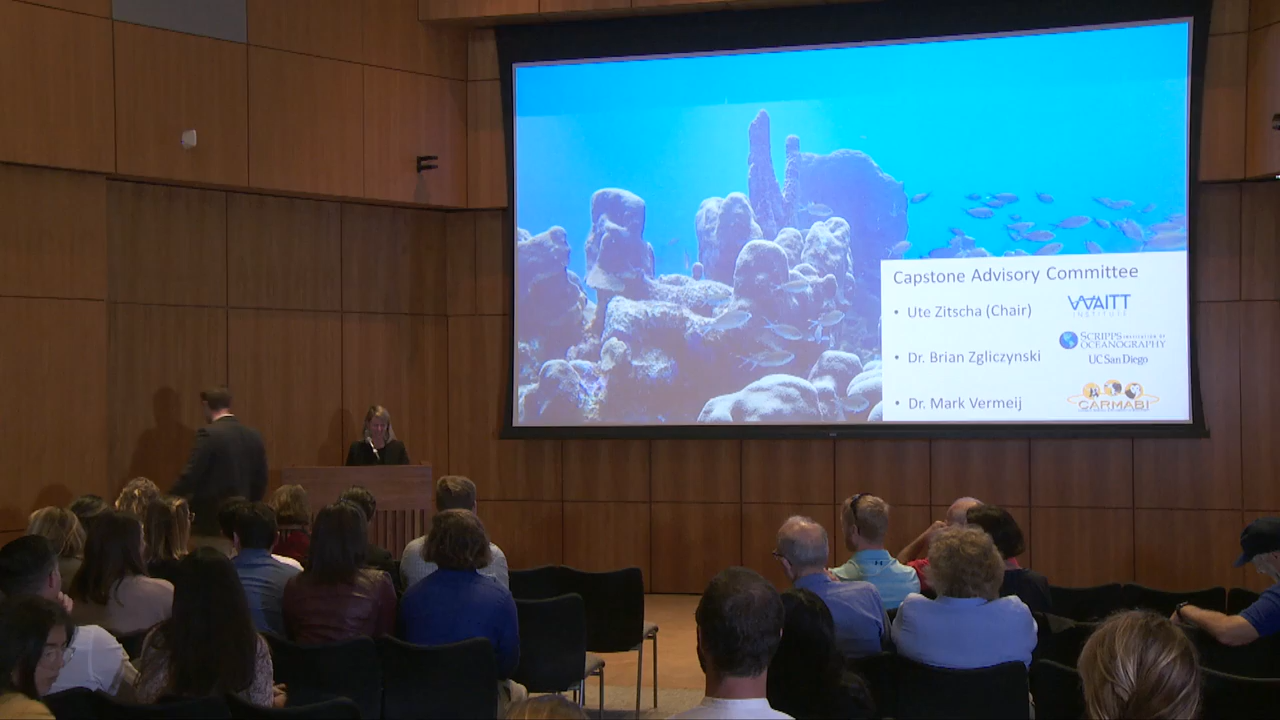 Capstone Advisory Committee
• Ute Zitscha (Chair)
WAITT
INSTITUTE
• Dr. Brian Zgliczynski
SCRIPPS INSTITUTION OF
OCEANOGRAPHY
UC San Diego
• Dr. Mark Vermeij
CARMABI